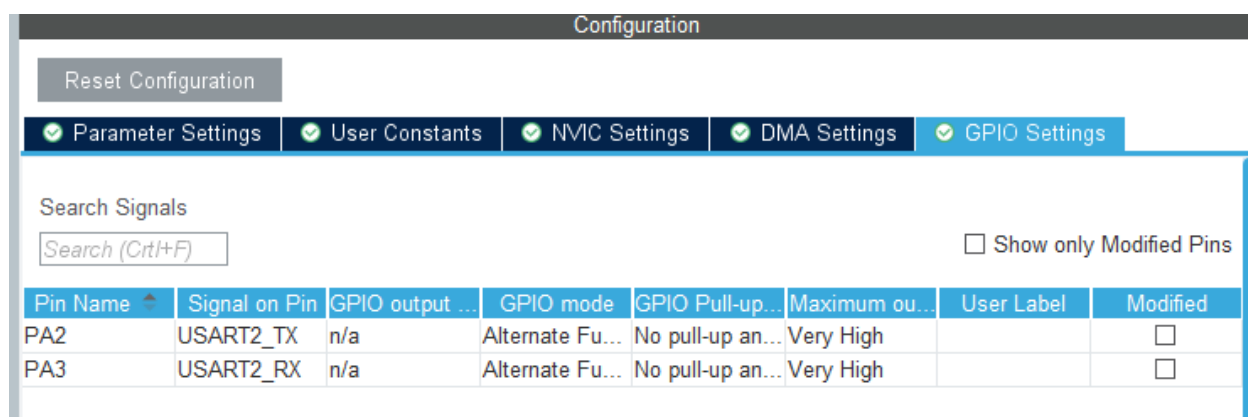 Configuration
Reset Configuration
Parameter Settings User Constants NVIC Settings DMA Settings GPIO Settings
Search Signals
Search (Crtl+F)
Show only Modified Pins
Pin Name Signal on Pin GPIO output ... GPIO mode GPIO Pull-up... Maximum ou... User Label Modified
PA2 USART2_TX n/a Alternate Fu... No pull-up an... Very High
PA3 USART2_RX n/a Alternate Fu... No pull-up an... Very High